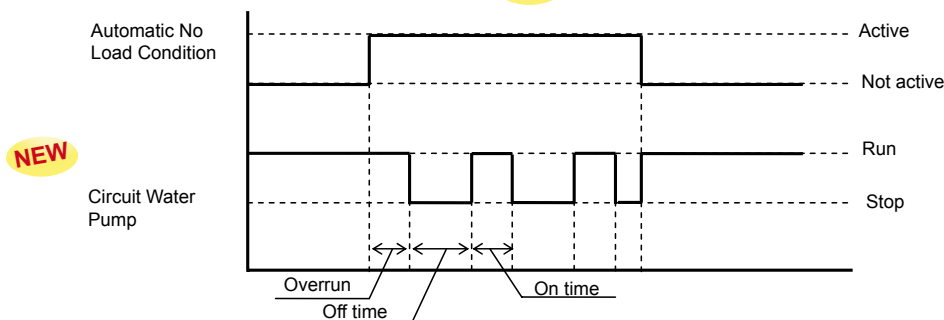 Automatic No
Load Condition
Active
Not active
NEW
Run
Circuit Water
Pump
Stop
Overrun
On time
Off time